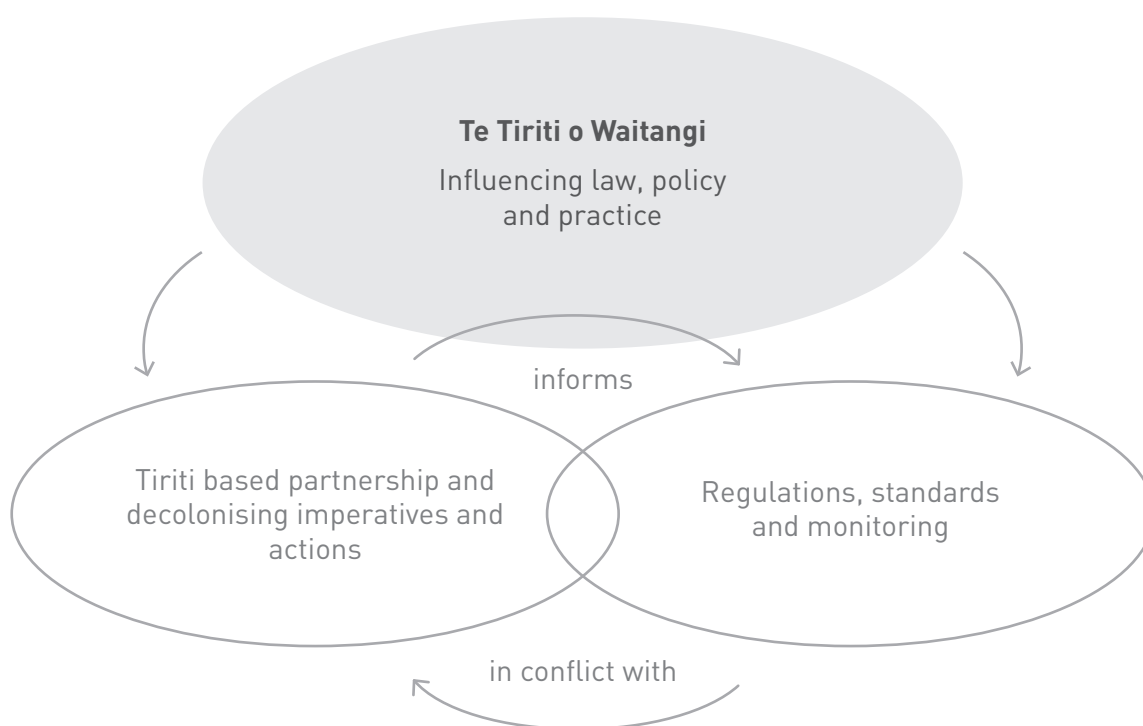 Te Tiriti o Waitangi
Influencing law, policy
and practice
informs
Tiriti based partnership and
decolonising imperatives and
actions
Regulations, standards
and monitoring
in conflict with